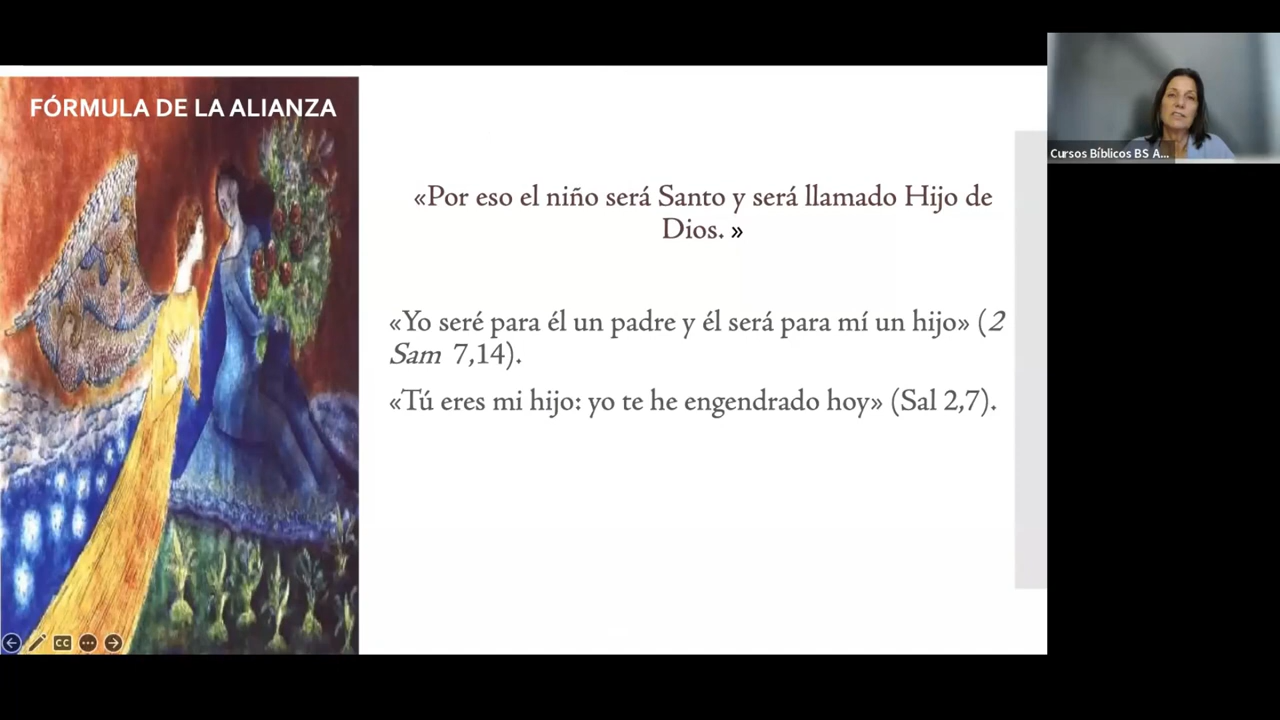 FÓRMULA DE LA ALIANZA
«Por eso el niño será Santo y será llamado Hijo de
Dios. »
«Yo seré para él un padre y él será para mí un hijo» (2
Sam 7,14).
«Tú eres mi hijo: yo te he engendrado hoy» (Sal 2,7).
Cursos Bíblicos BS A...
CC